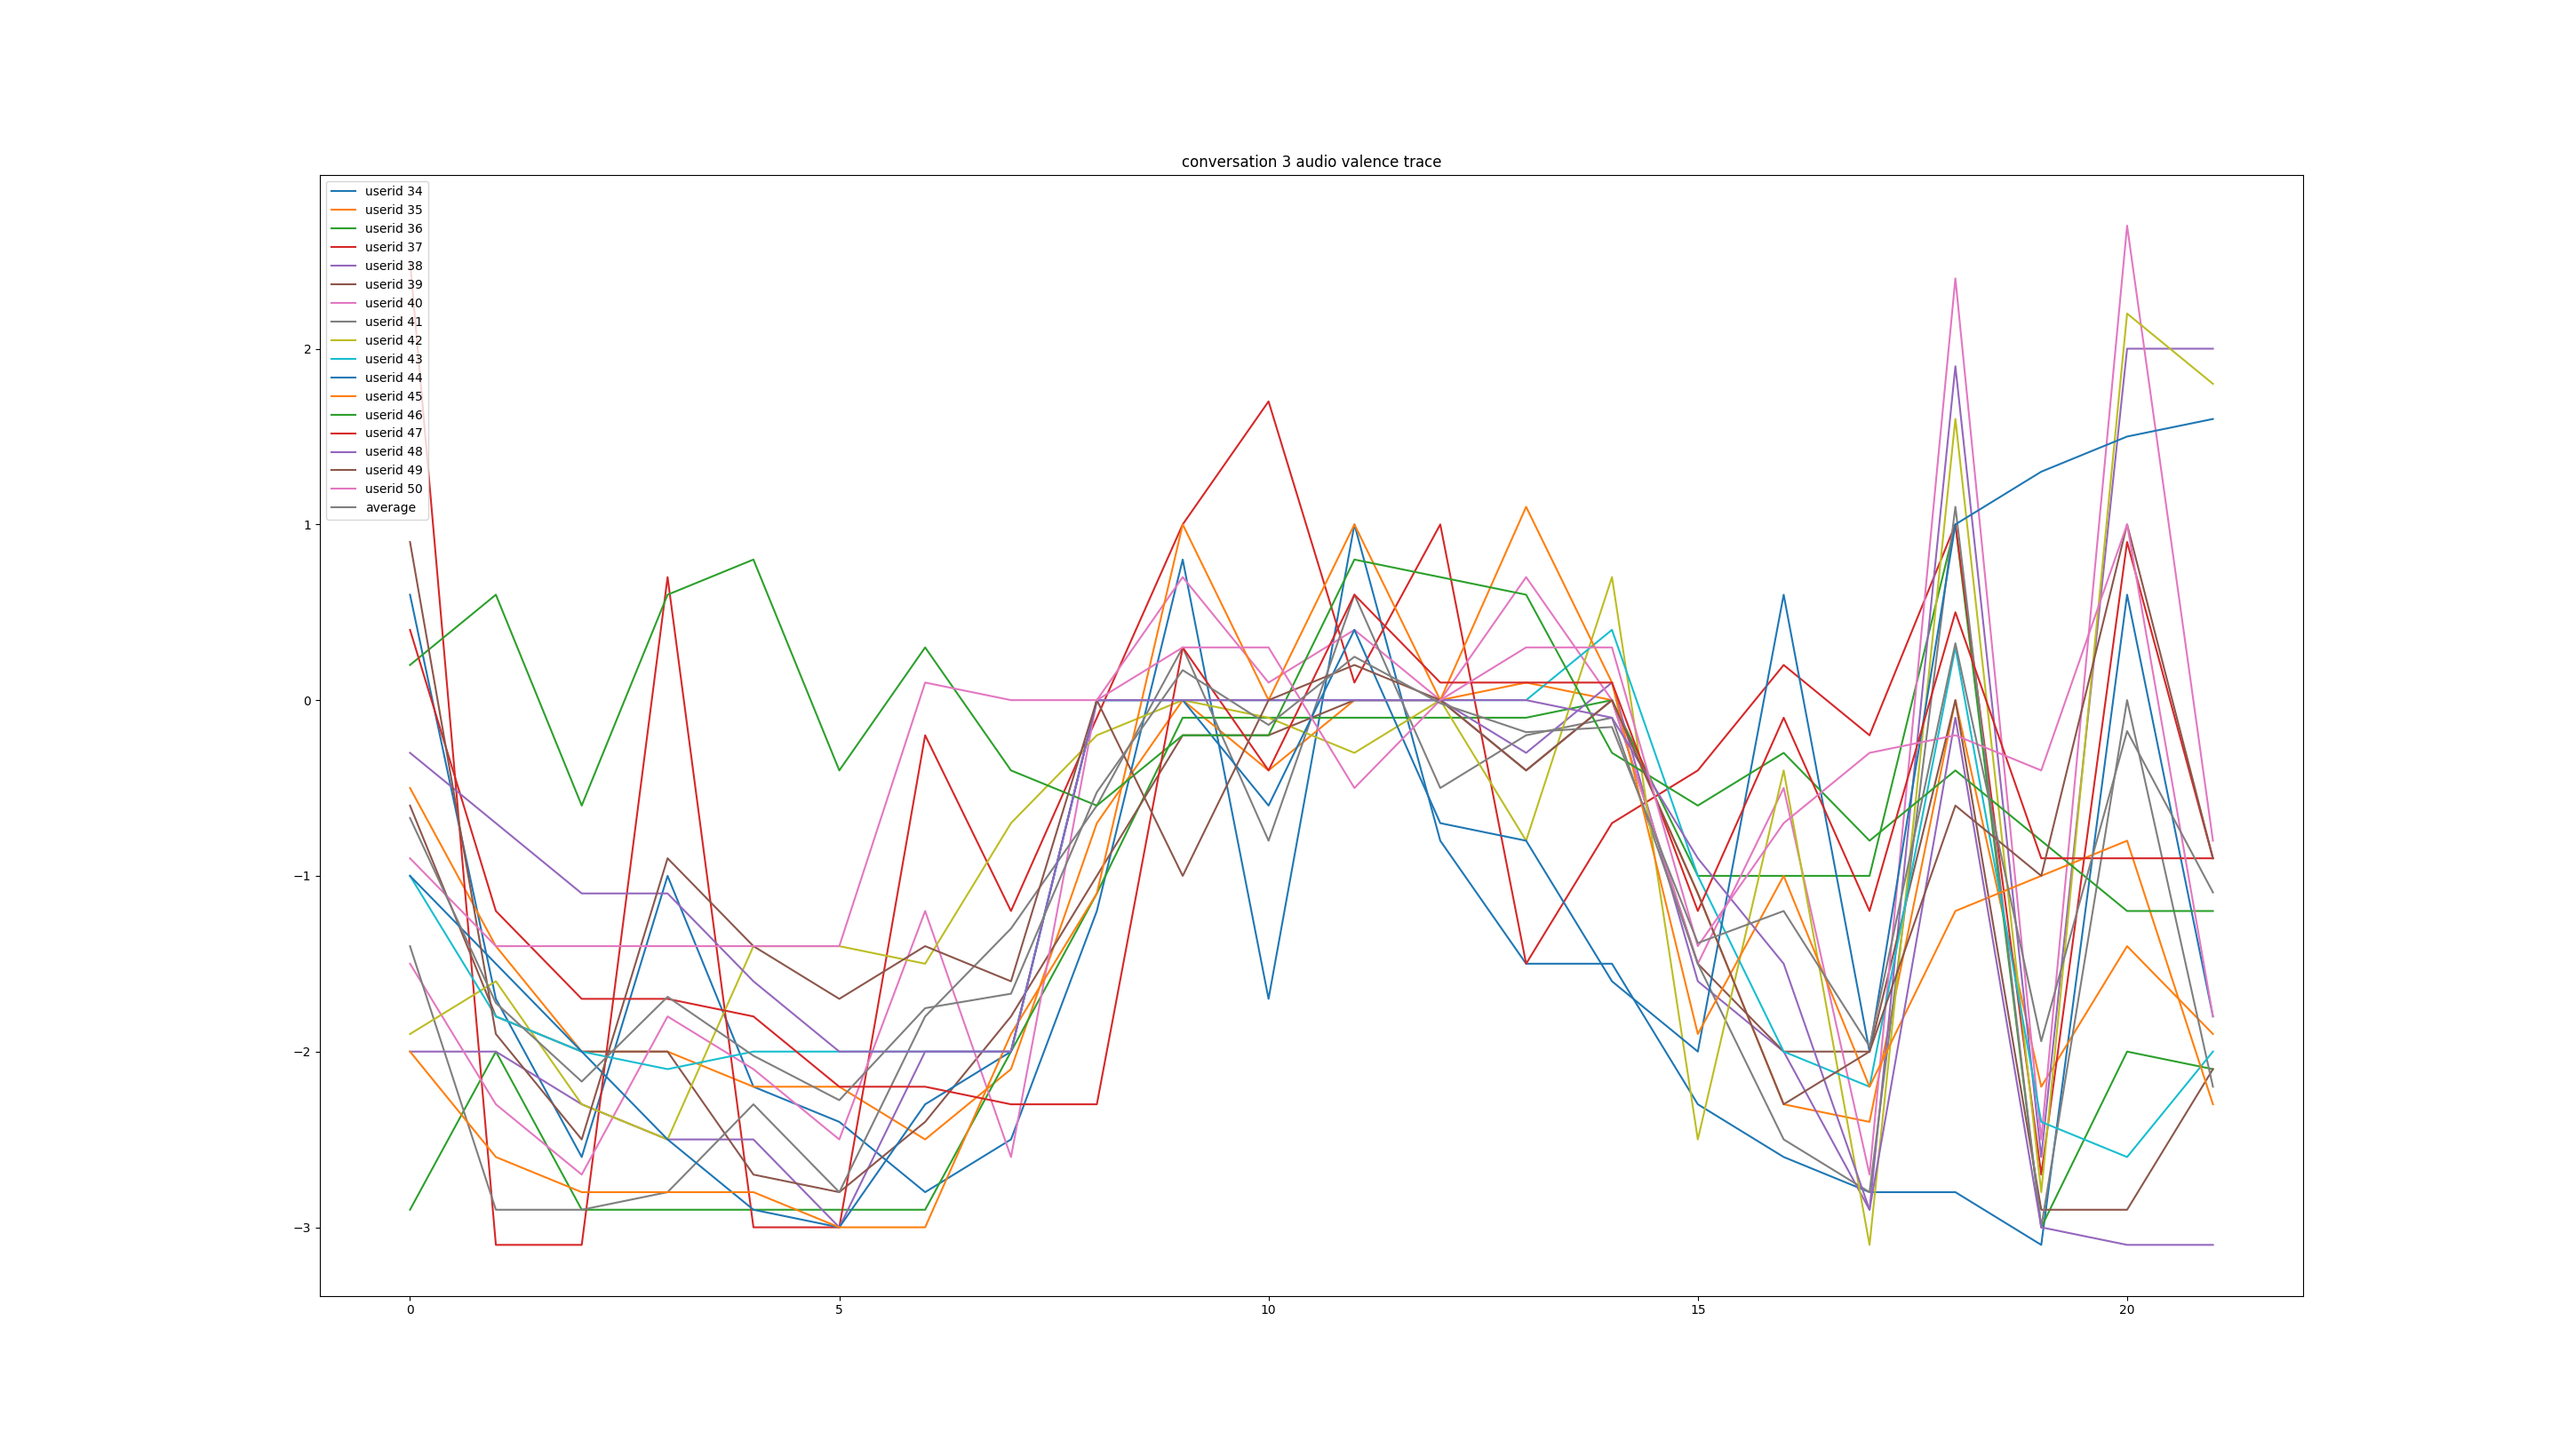 conversation 3 audio valence trace
userid 34
userid 35
userid 36
userid 37
userid 38
userid 39
userid 40
userid 41
userid 42
userid 43
userid 44
userid 45
userid 46
userid 47
userid 48
userid 49
userid 50
average
2
1
0
−1
−2
−3
0 5 10 15 20